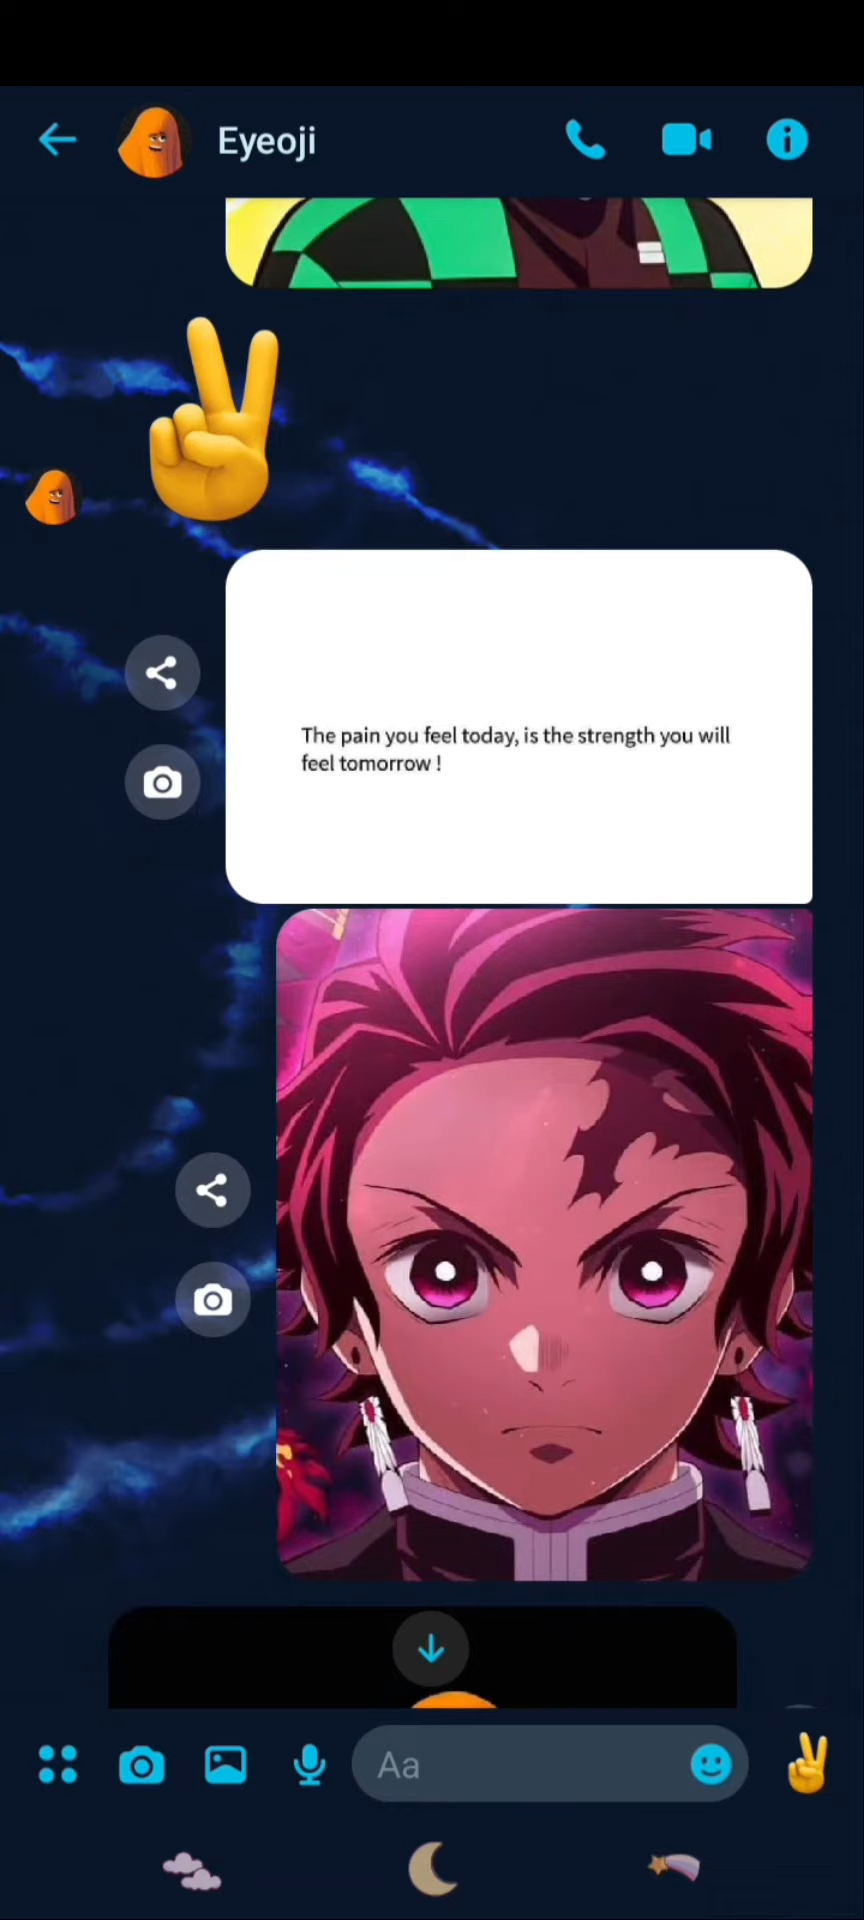 Eyeoji
The pain you feel today, is the strength you will
feel tomorrow !
Aa